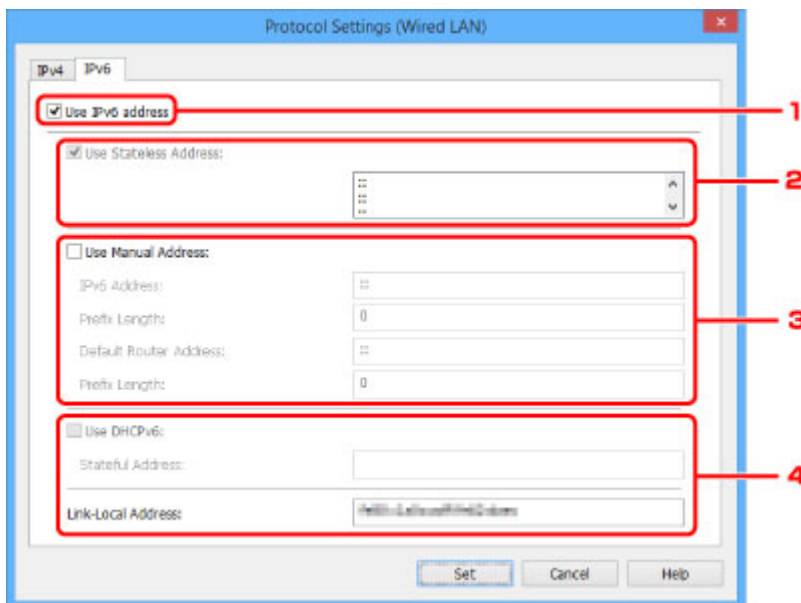 Protocol Settings (Wired LAN)
IPv4 IPv6
Use IPv6 address
1
Use Stateless Address:
::
::
::
2
Use Manual Address:
IPv6 Address: ::
Prefix Length: 0
3
Default Router Address: ::
Prefix Length: 0
Use DHCPv6:
Stateful Address:
4
Link-Local Address:
Set Cancel Help